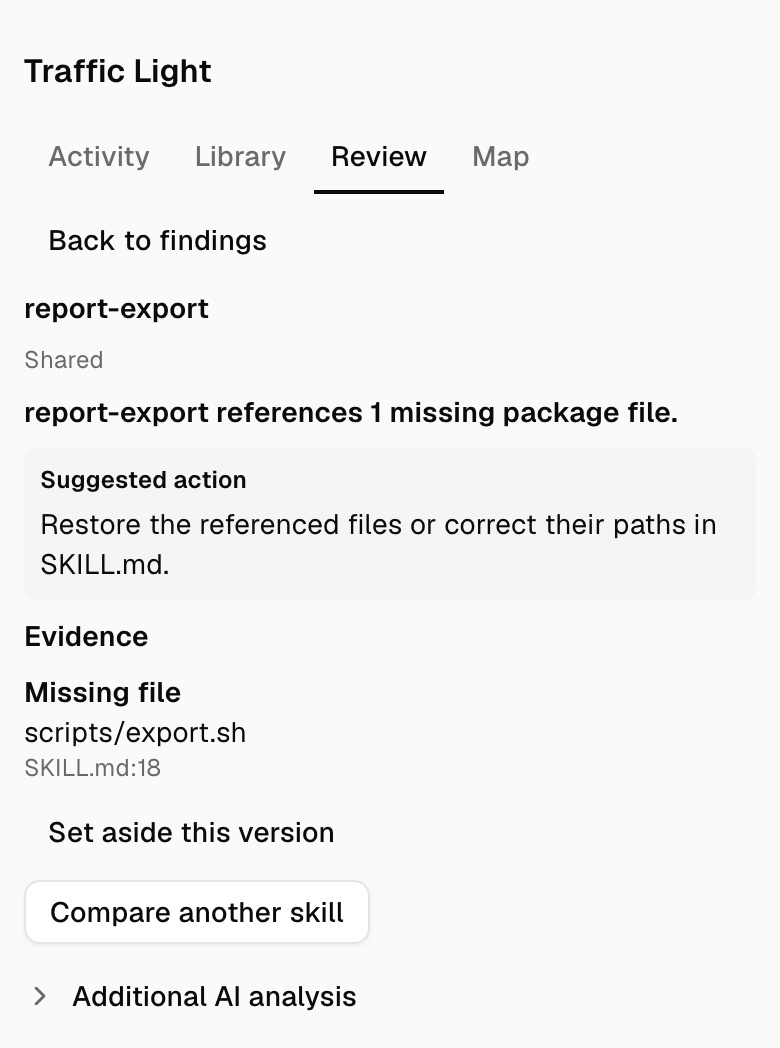 Traffic Light
Activity Library Review Map
Back to findings
report-export
Shared
report-export references 1 missing package file.
Suggested action
Restore the referenced files or correct their paths in
SKILL.md.
Evidence
Missing file
scripts/export.sh
SKILL.md:18
Set aside this version
Compare another skill
Additional AI analysis